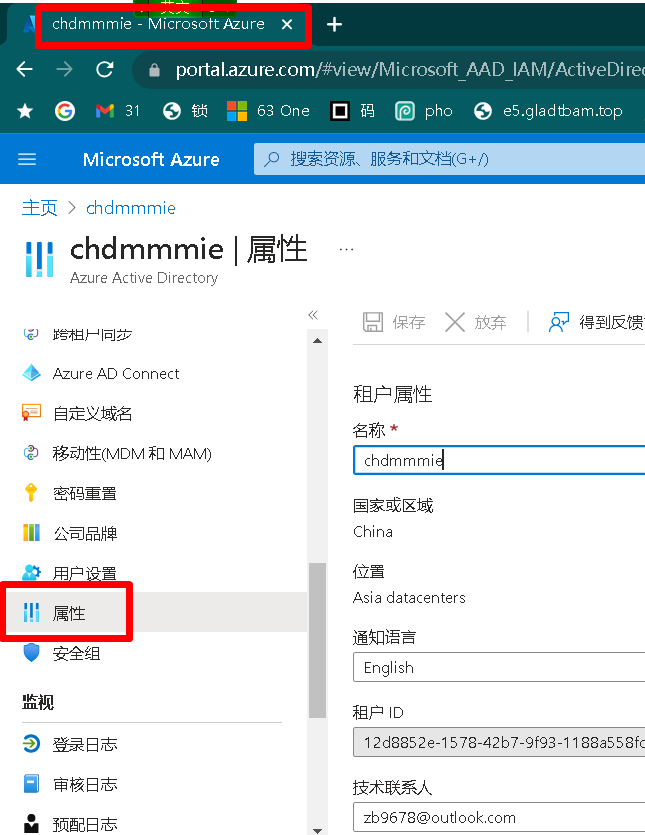 英文
chdmmmie - Microsoft Azure
portal.azure.com/#view/Microsoft_AAD_IAM/ActiveDirec
31 锁 63 One 码 pho e5.gladtbam.top
Microsoft Azure 搜索资源、服务和文档(G+/)
主页 > chdmmmie
chdmmmie | 属性 ...
Azure Active Directory
«
保存 放弃 得到反馈
跨租户同步
Azure AD Connect
自定义域名
移动性(MDM 和 MAM)
密码重置
公司品牌
用户设置
属性
安全组
监视
登录日志
审核日志
预配日志
租户属性
名称 *
chdmmmie
国家或区域
China
位置
Asia datacenters
通知语言
English
租户 ID
12d8852e-1578-42b7-9f93-1188a558fc
技术联系人
zb9678@outlook.com